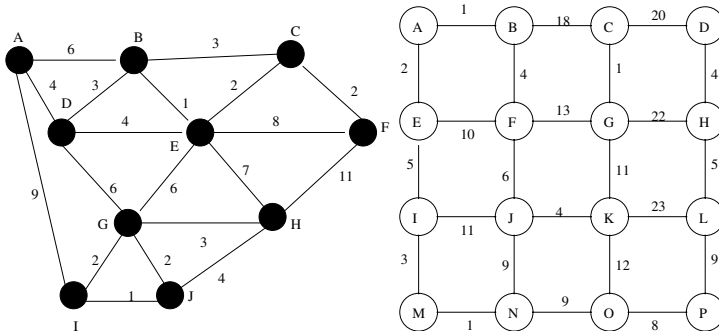 A
B
C
D
E
F
G
H
I
J
6
3
4
3
1
2
2
4
8
9
6
6
7
11
3
2
2
4
1
A 1 B 18 C 20 D
2 4 1 4
E 10 F 13 G 22 H
5 6 11 5
I 11 J 4 K 23 L
3 9 12 9
M 1 N 9 O 8 P